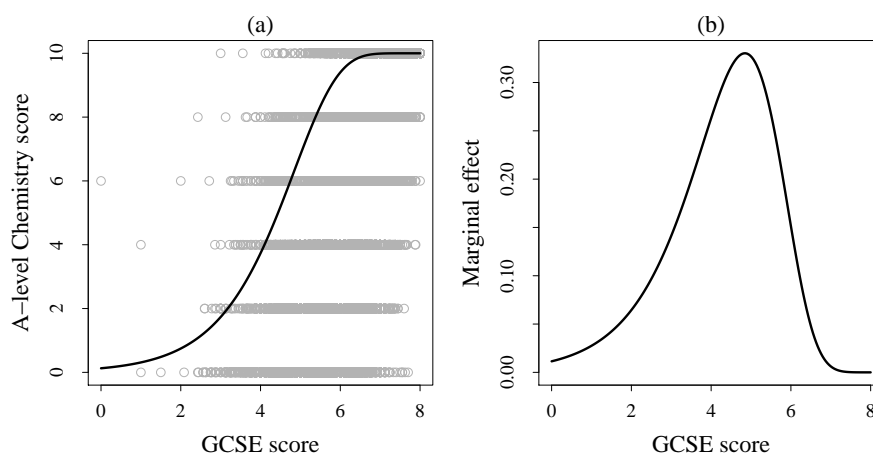 (a)
A−level Chemistry score
10
8
6
4
2
0
0 2 4 6 8
GCSE score
(b)
Marginal effect
0.30
0.20
0.10
0.00
0 2 4 6 8
GCSE score